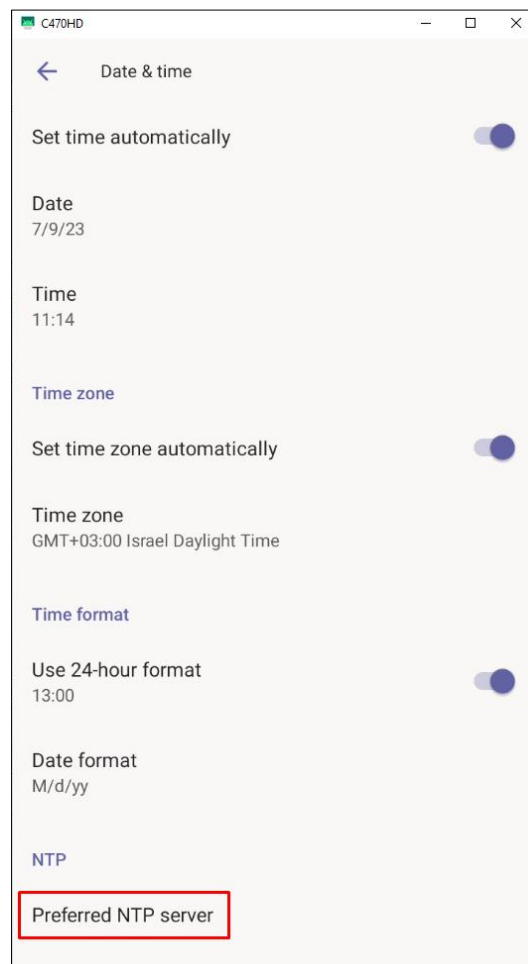 C470HD
Date & time
Set time automatically
Date
7/9/23
Time
11:14
Time zone
Set time zone automatically
Time zone
GMT+03:00 Israel Daylight Time
Time format
Use 24-hour format
13:00
Date format
M/d/yy
NTP
Preferred NTP server